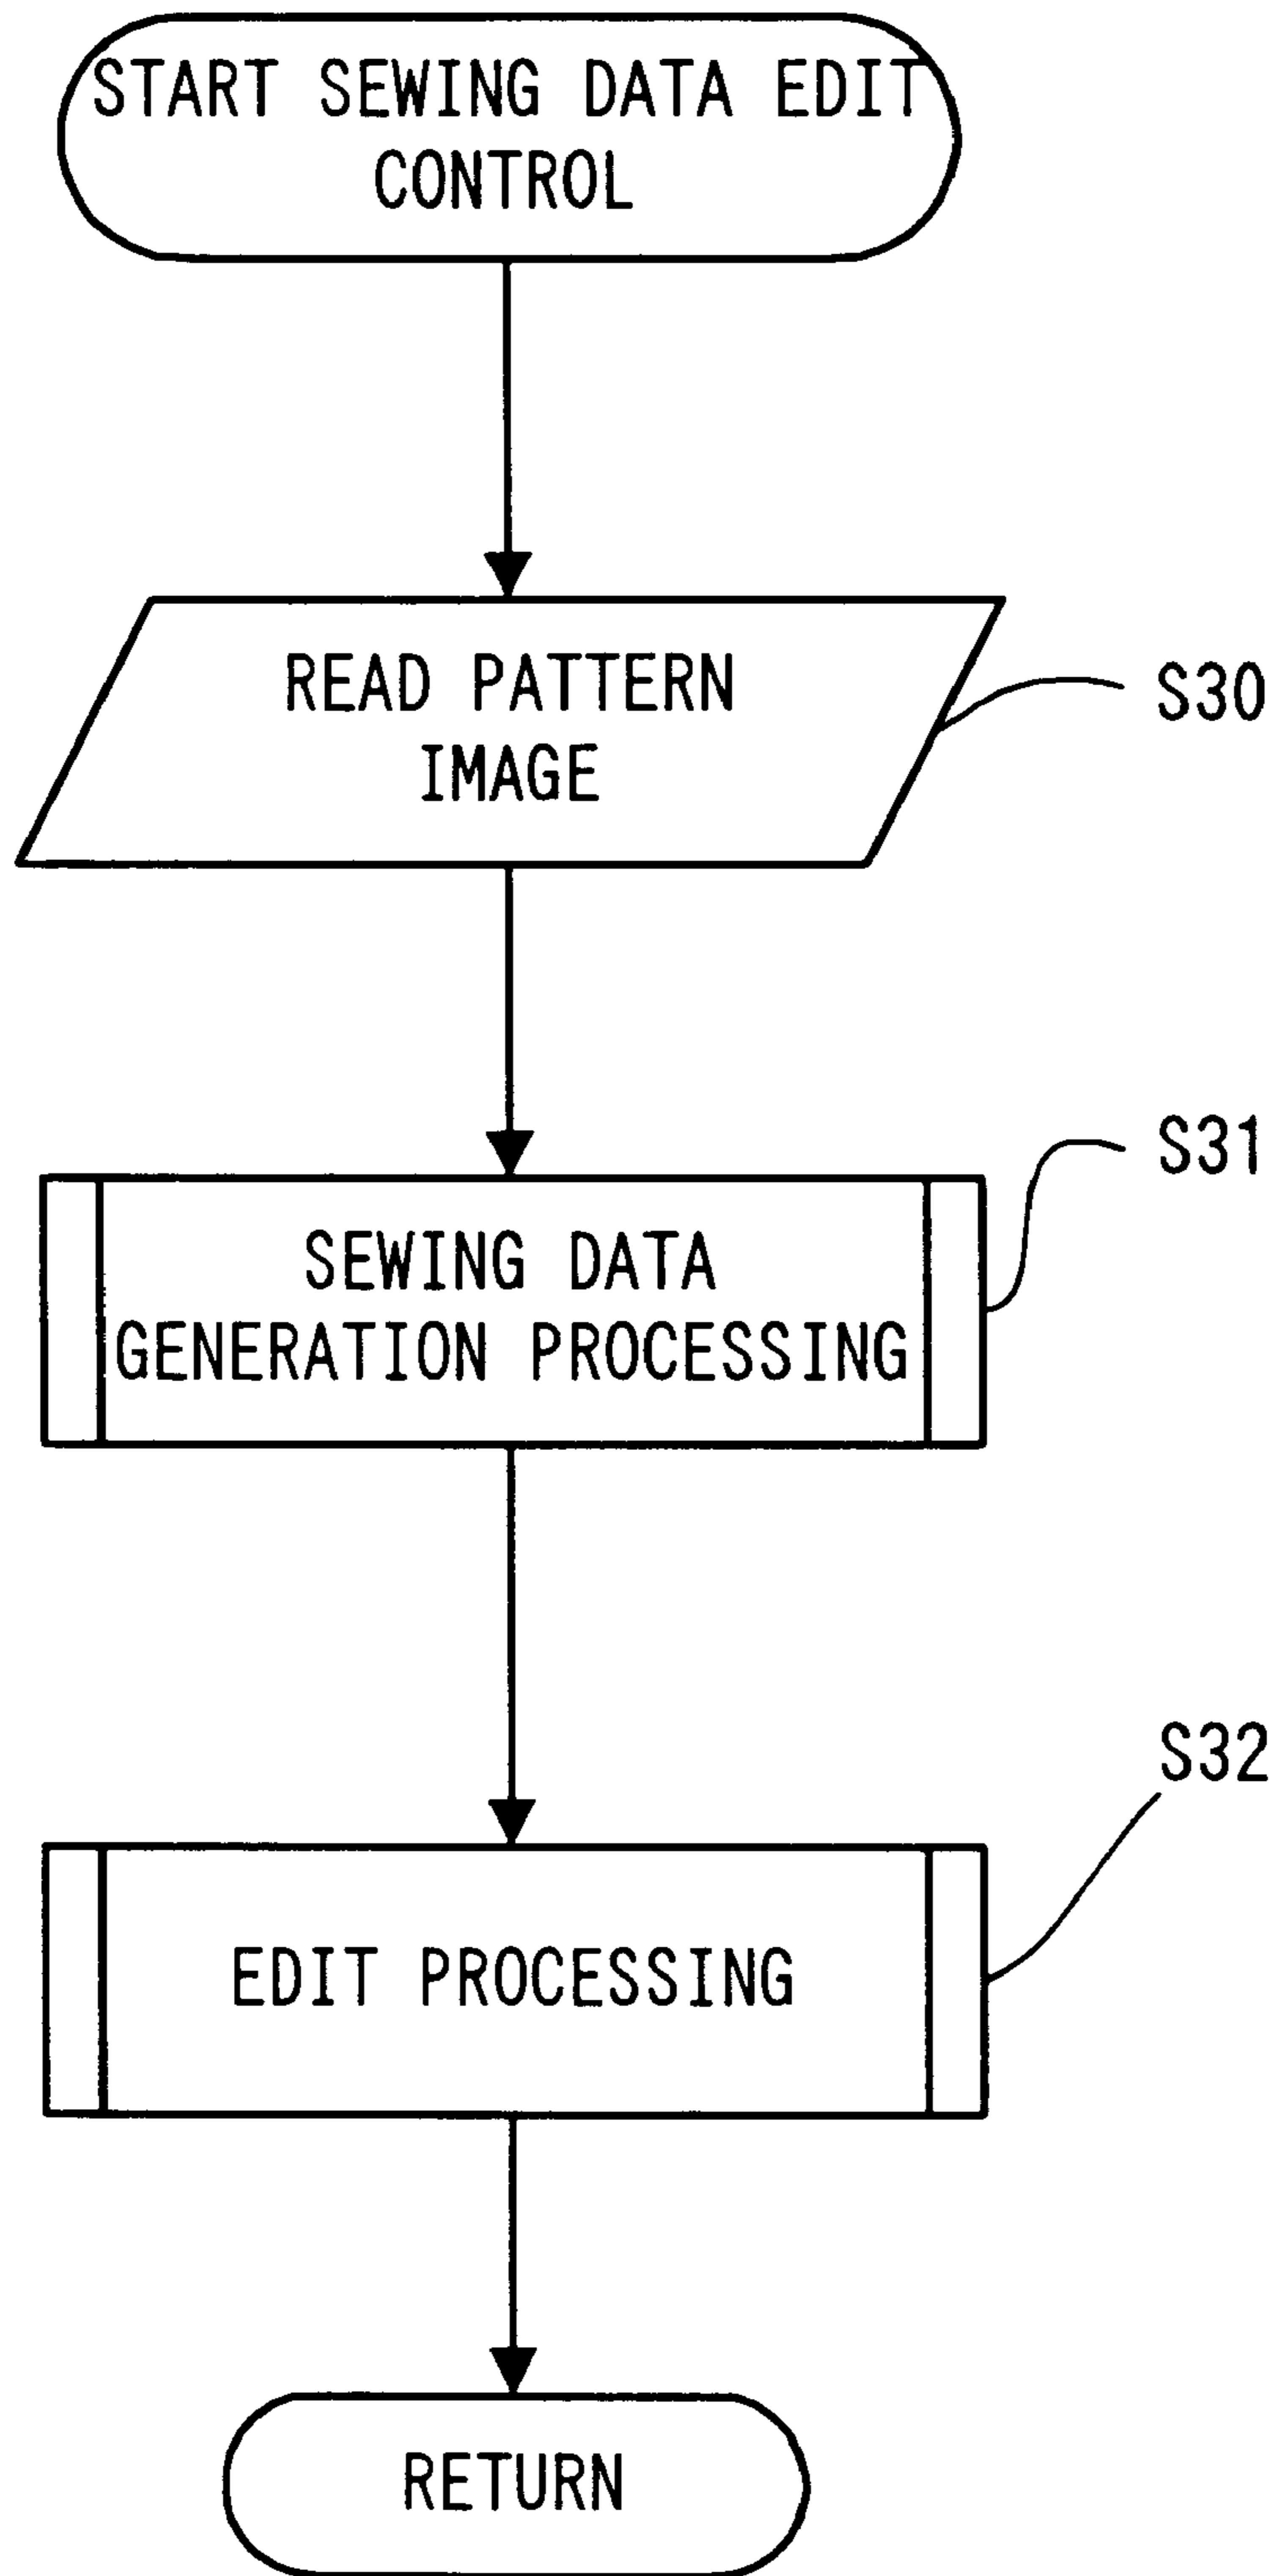 START SEWING DATA EDIT
CONTROL
READ PATTERN
IMAGE
S30
SEWING DATA
GENERATION PROCESSING
S31
EDIT PROCESSING
S32
RETURN